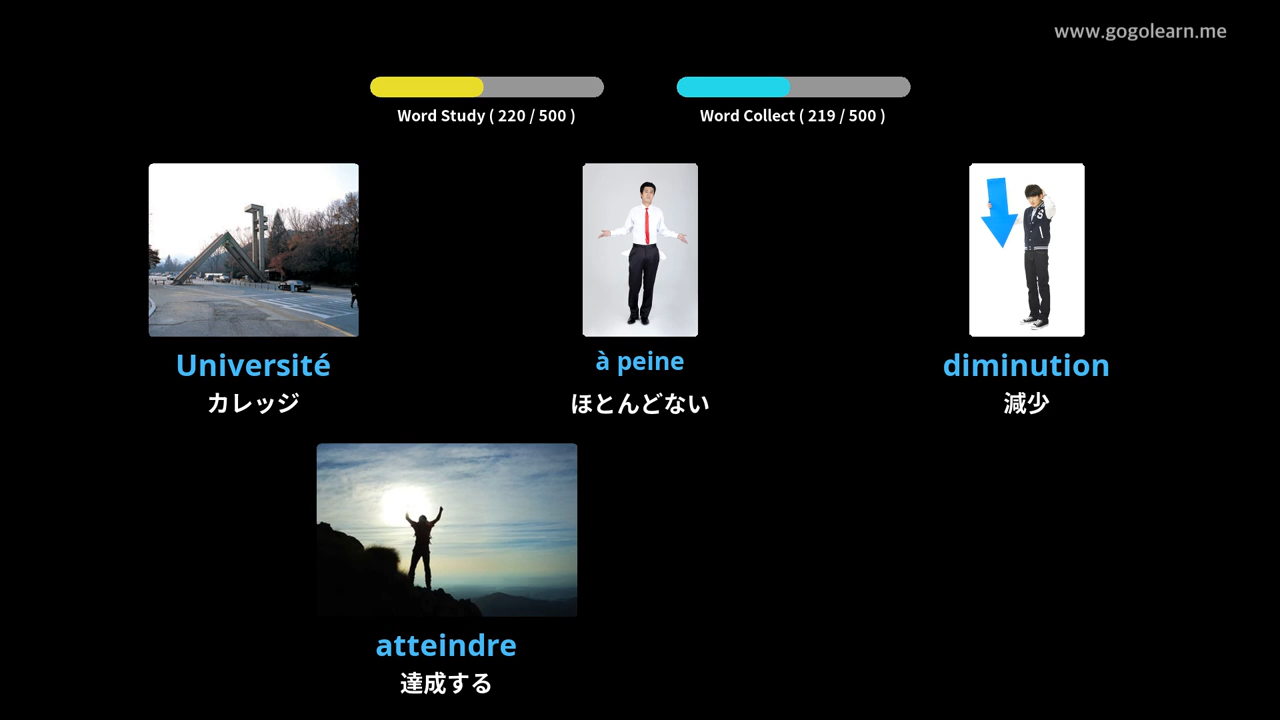 www.gogolearn.me
Word Study ( 220 / 500 )
Word Collect ( 219 / 500 )
Université
カレッジ
à peine
ほとんどない
diminution
減少
atteindre
達成する